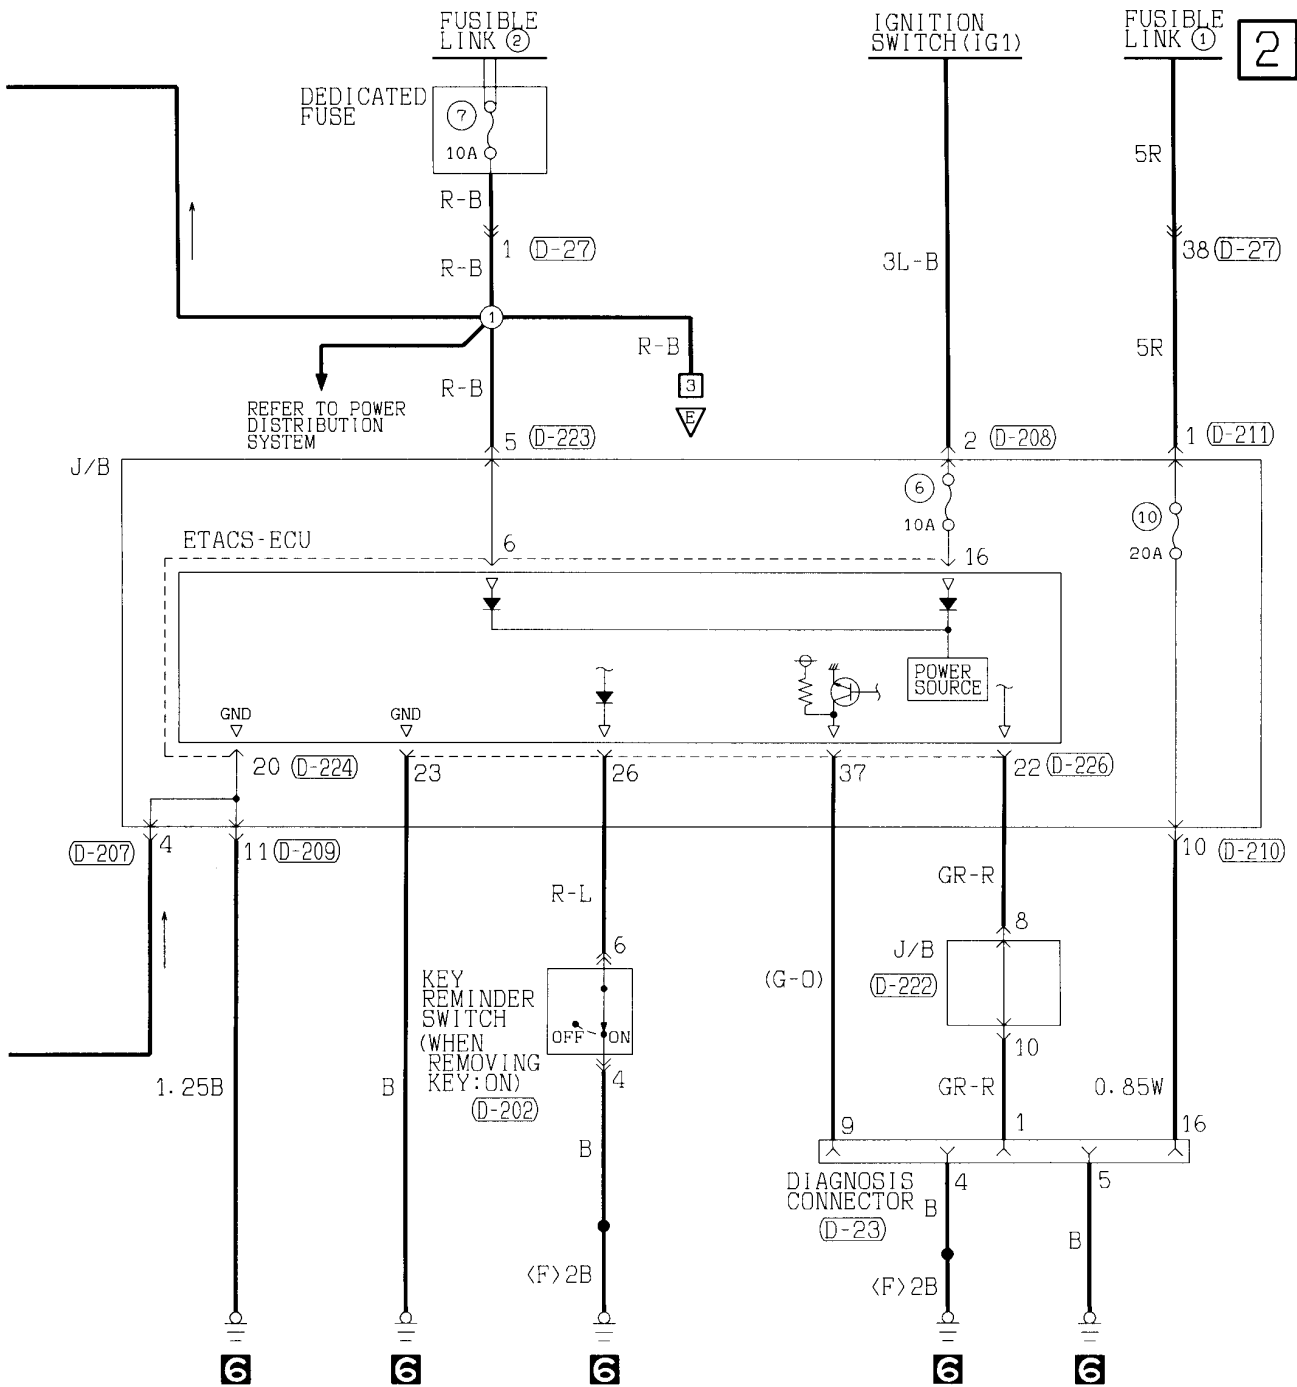 FUSIBLE
LINK ②
IGNITION
SWITCH(IG1)
FUSIBLE
LINK ①
2
DEDICATED
FUSE
7
10A
R-B
5R
1 (D-27)
38 (D-27)
R-B
3L-B
1
R-B
5R
3
R-B
E
REFER TO POWER
DISTRIBUTION
SYSTEM
5 (D-223)
2 (D-208)
1 (D-211)
J/B
6
10A
10
20A
ETACS-ECU
6
16
POWER
SOURCE
GND
GND
20 (D-224)
23
26
37
22 (D-226)
(D-207) 4
11 (D-209)
10 (D-210)
GR-R
R-L
8
6
J/B
(D-222)
KEY
REMINDER
SWITCH
(WHEN
REMOVING
KEY:ON)
(D-202)
OFF
ON
(G-O)
10
4
1.25B
B
GR-R
0.85W
9
1
16
B
DIAGNOSIS
CONNECTOR
(D-23)
4
5
B
B
<F>2B
<F>2B
6
6
6
6
6